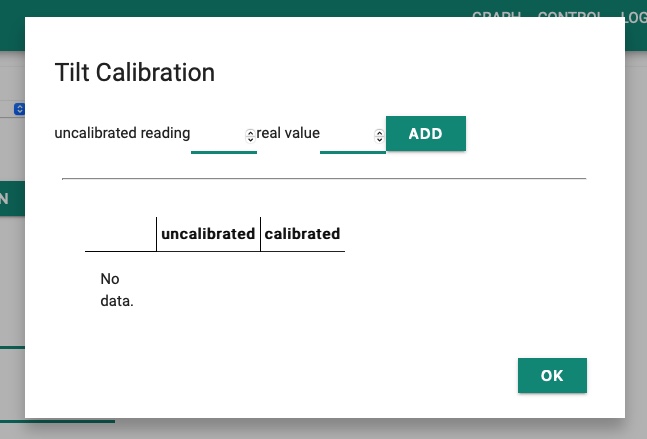 GRAPH CONTROL LOG
Tilt Calibration
uncalibrated reading real value ADD
N
uncalibrated calibrated
No
data.
OK